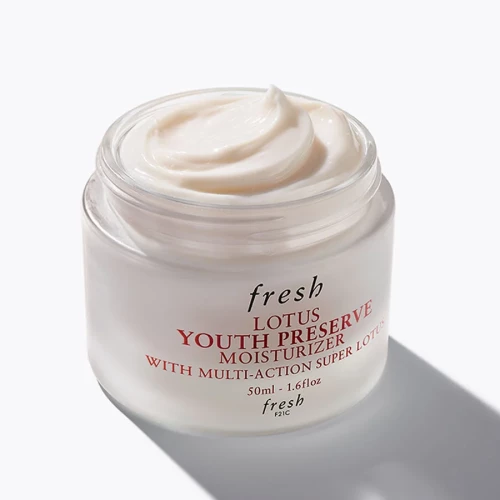 fresh
LOTUS
YOUTH PRESERVE
MOISTURIZER
WITH MULTI-ACTION SUPER LOTUS
50ml - 1.6floz
fresh
F21C